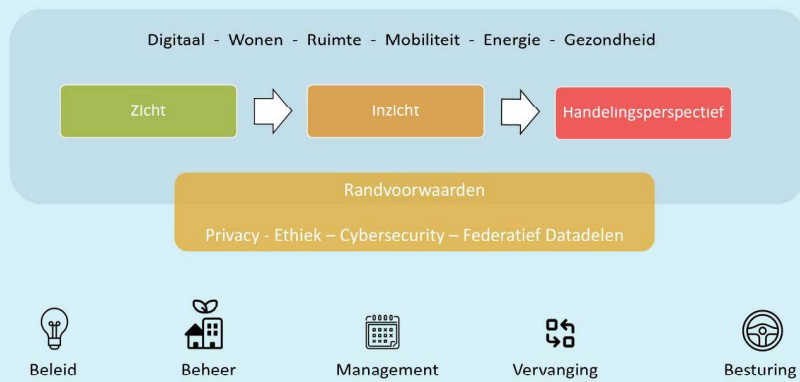 Digitaal - Wonen - Ruimte - Mobiliteit - Energie - Gezondheid
Zicht
Inzicht
Handelingsperspectief
Randvoorwaarden
Privacy - Ethiek – Cybersecurity – Federatief Datadelen
Beleid
Beheer
Management
Vervanging
Besturing